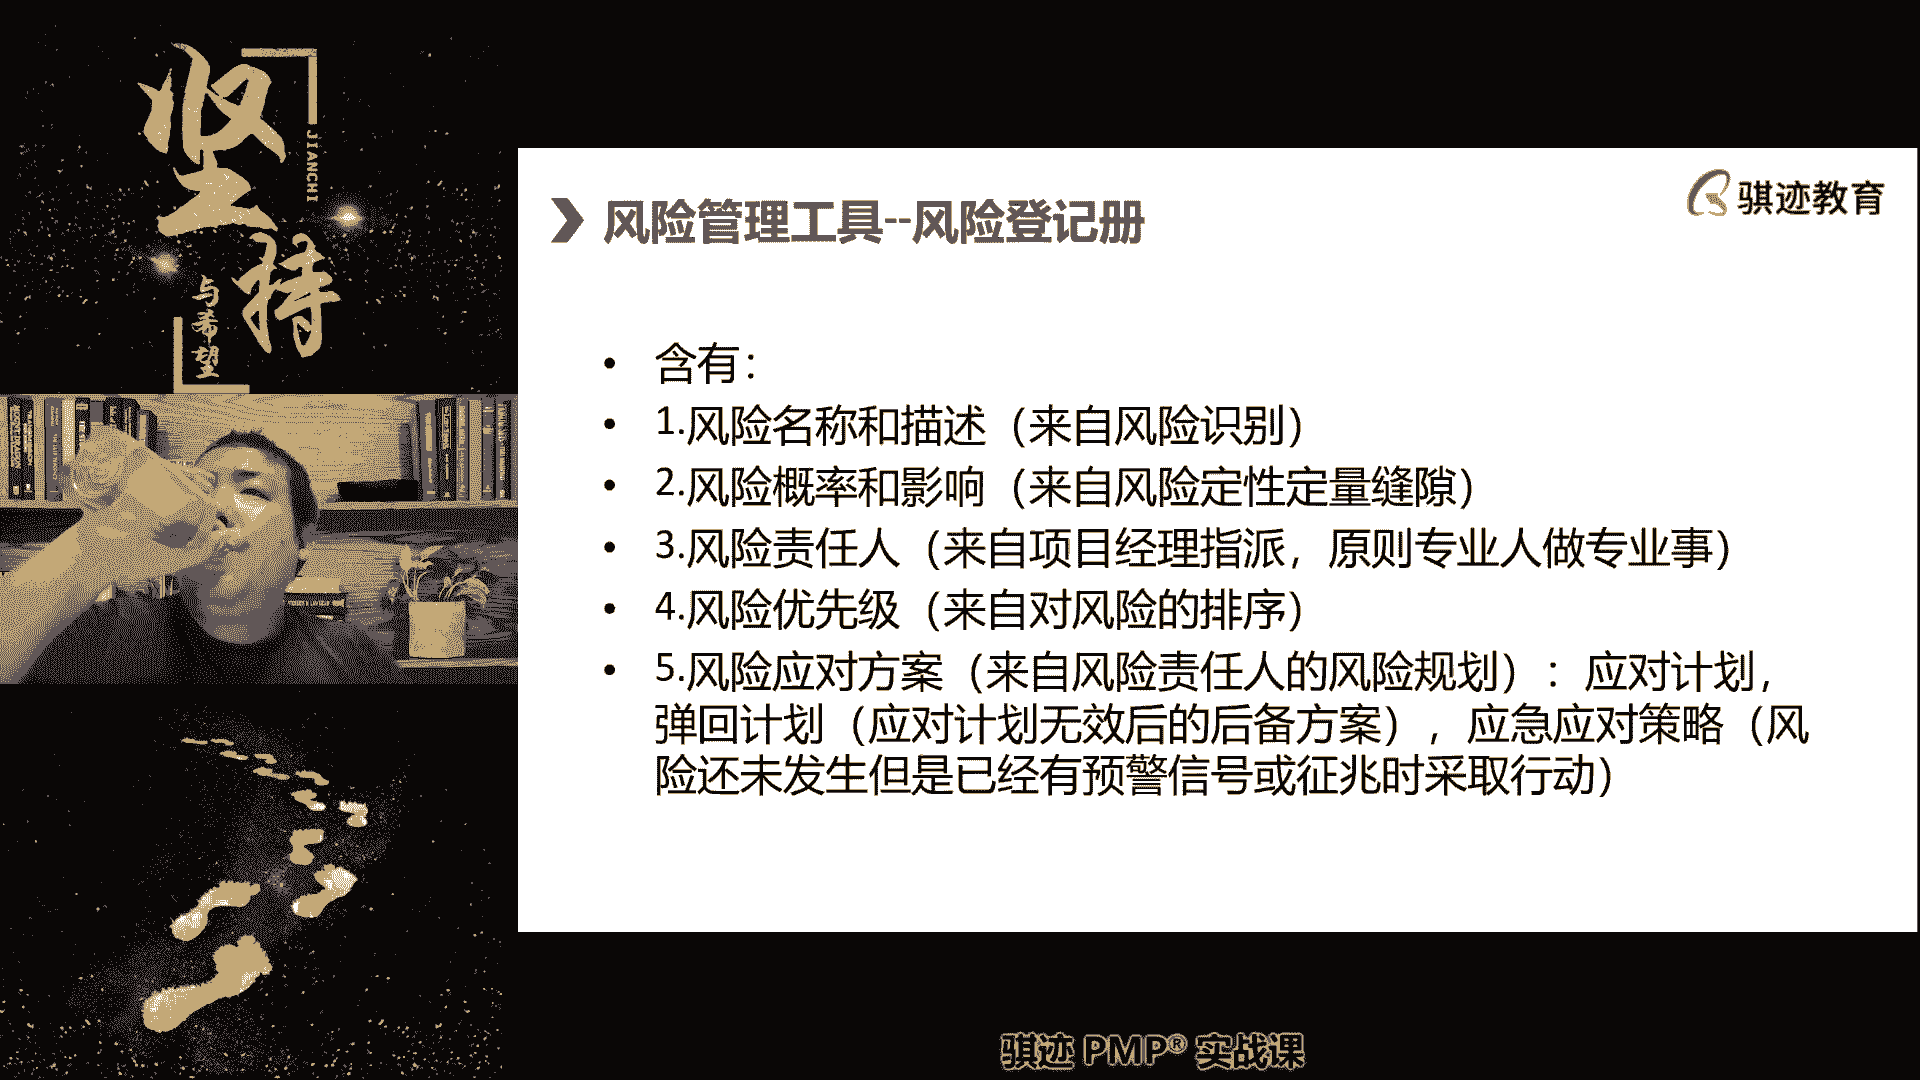 坚持
JIANCHI
与希望
骐迹教育
风险管理工具--风险登记册
• 含有：
• 1.风险名称和描述（来自风险识别）
• 2.风险概率和影响（来自风险定性定量缝隙）
• 3.风险责任人（来自项目经理指派，原则专业人做专业事）
• 4.风险优先级（来自对风险的排序）
• 5.风险应对方案（来自风险责任人的风险规划）：应对计划，
弹回计划（应对计划无效后的后备方案），应急应对策略（风
险还未发生但是已经有预警信号或征兆时采取行动）
骐迹 PMP® 实战课